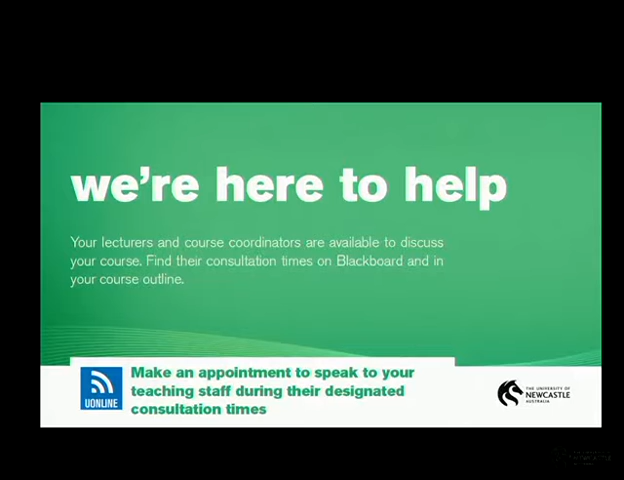 we're here to help
Your lecturers and course coordinators are available to discuss
your course. Find their consultation times on Blackboard and in
your course outline.
Make an appointment to speak to your
teaching staff during their designated
consultation times
UONLINE
THE UNIVERSITY OF
NEWCASTLE
AUSTRALIA